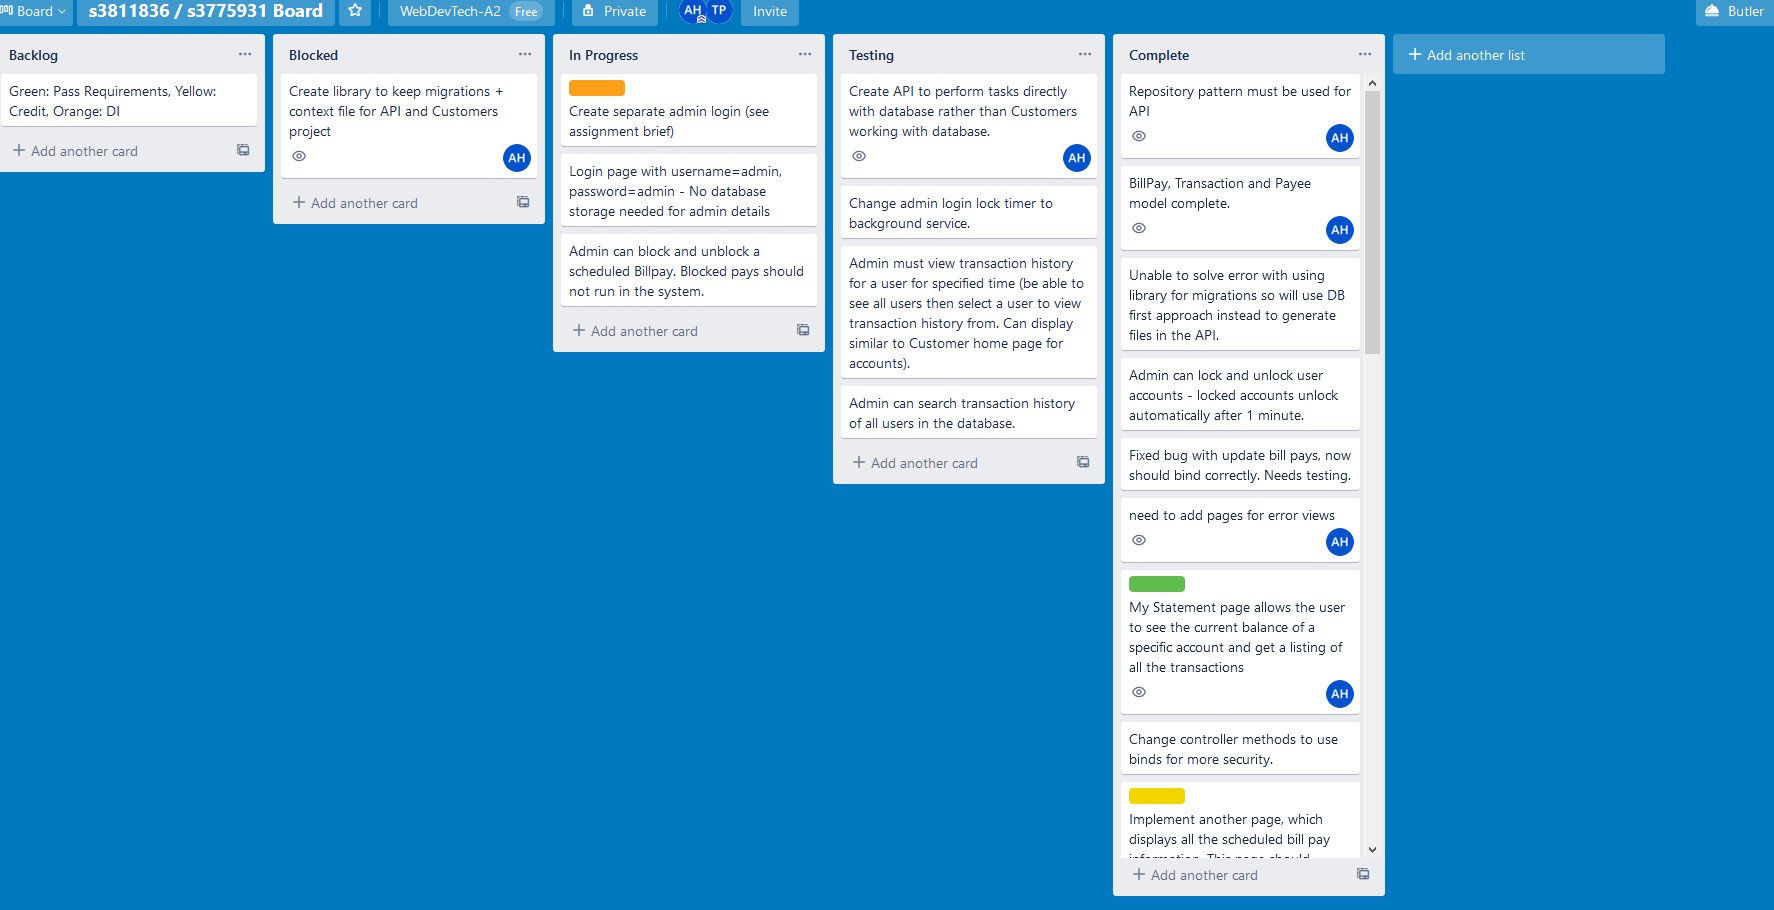 Board
s3811836 / s3775931 Board
WebDevTech-A2 Free
Private
AH TP
Invite
Butler
Backlog
Green: Pass Requirements, Yellow:
Credit, Orange: DI
Add another card
Blocked
Create library to keep migrations +
context file for API and Customers
project
AH
Add another card
In Progress
Create separate admin login (see
assignment brief)
Login page with username=admin,
password=admin - No database
storage needed for admin details
Admin can block and unblock a
scheduled Billpay. Blocked pays should
not run in the system.
Add another card
Testing
Create API to perform tasks directly
with database rather than Customers
working with database.
AH
Change admin login lock timer to
background service.
Admin must view transaction history
for a user for specified time (be able to
see all users then select a user to view
transaction history from. Can display
similar to Customer home page for
accounts).
Admin can search transaction history
of all users in the database.
Add another card
Complete
Repository pattern must be used for
API
AH
BillPay, Transaction and Payee
model complete.
AH
Unable to solve error with using
library for migrations so will use DB
first approach instead to generate
files in the API.
Admin can lock and unlock user
accounts - locked accounts unlock
automatically after 1 minute.
Fixed bug with update bill pays, now
should bind correctly. Needs testing.
need to add pages for error views
AH
My Statement page allows the user
to see the current balance of a
specific account and get a listing of
all the transactions
AH
Change controller methods to use
binds for more security.
Implement another page, which
displays all the scheduled bill pay
information. This page should
Add another card
Add another list